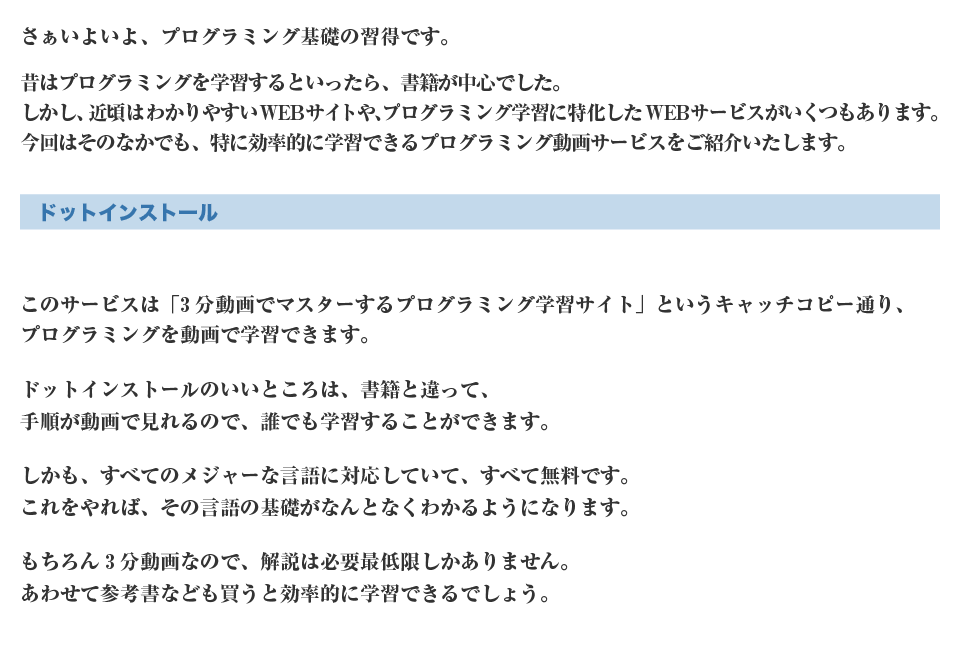 さぁいよいよ、プログラミング基礎の習得です。
昔はプログラミングを学習するといったら、書籍が中心でした。
しかし、近頃はわかりやすいWEBサイトや、プログラミング学習に特化したWEBサービスがいくつもあります。
今回はそのなかでも、特に効率的に学習できるプログラミング動画サービスをご紹介いたします。
ドットインストール
このサービスは「3分動画でマスターするプログラミング学習サイト」というキャッチコピー通り、
プログラミングを動画で学習できます。
ドットインストールのいいところは、書籍と違って、
手順が動画で見れるので、誰でも学習することができます。
しかも、すべてのメジャーな言語に対応していて、すべて無料です。
これをやれば、その言語の基礎がなんとなくわかるようになります。
もちろん3分動画なので、解説は必要最低限しかありません。
あわせて参考書なども買うと効率的に学習できるでしょう。